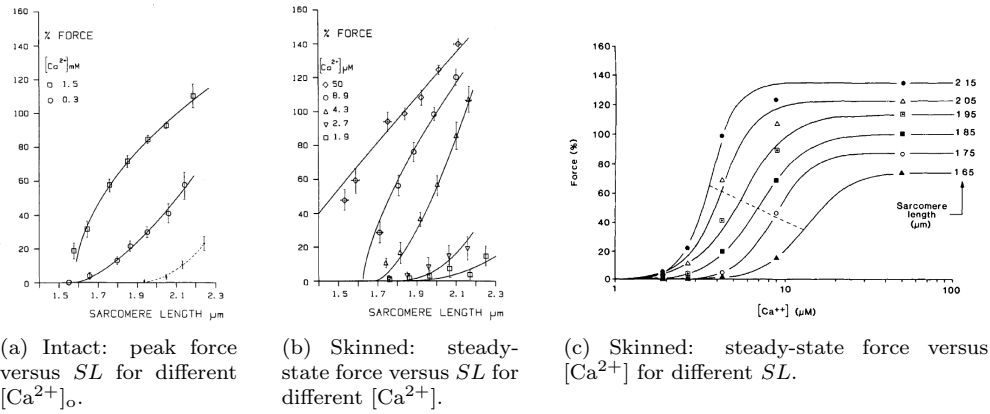 160
140
120
100
80
60
40
20
0
% FORCE
[Ca²⁺]mM
□ 1.5
○ 0.3
1.5 1.7 1.9 2.1 2.3
SARCOMERE LENGTH µm
(a) Intact: peak force
versus SL for different
[Ca²⁺]ₒ.
160
140
120
100
80
60
40
20
0
% FORCE
[Ca²⁺]µM
◇ 50
○ 8.9
△ 4.3
▽ 2.7
□ 1.9
1.5 1.7 1.9 2.1 2.3
SARCOMERE LENGTH µm
(b) Skinned: steady-
state force versus SL for
different [Ca²⁺].
160
140
120
100
80
60
40
20
0
Force (%)
2 15
2 05
1 95
1 85
1 75
1 65
Sarcomere
length
(µm)
1 10 100
[Ca⁺⁺] (µM)
(c) Skinned: steady-state force versus
[Ca²⁺] for different SL.